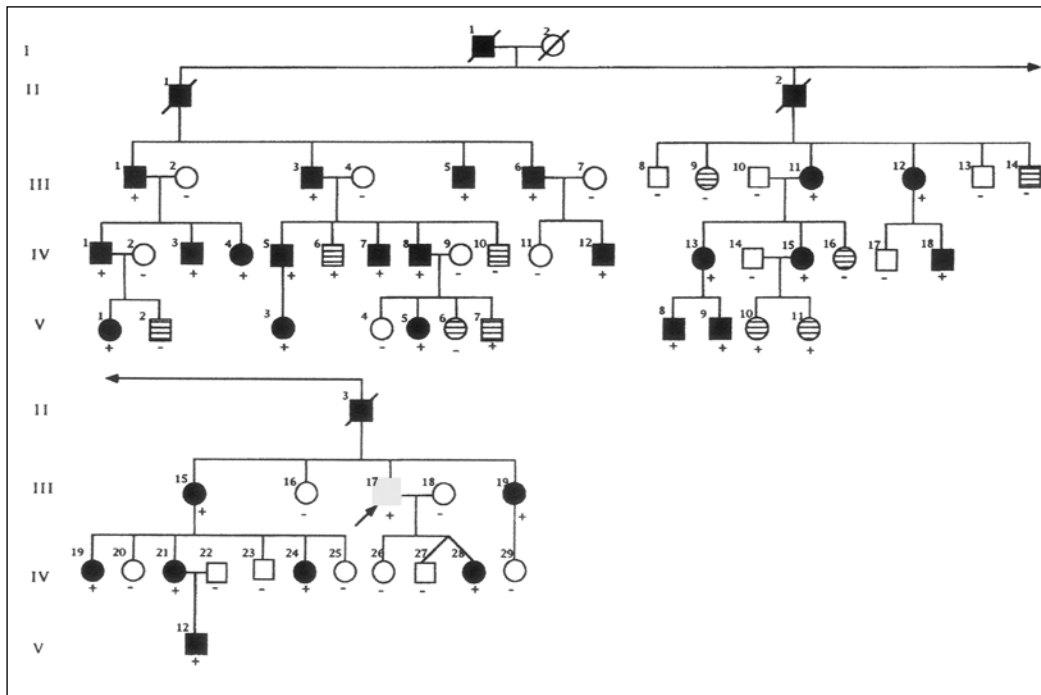 I
1 2
II
1 2
III
1 2 3 4 5 6 7 8 9 10 11 12 13 14
+ - + - + + - - - - + + - -
IV
1 2 3 4 5 6 7 8 9 10 11 12 13 14 15 16 17 18
+ - + + + + + + - - - + + - + - - +
V
1 2 3 4 5 6 7 8 9 10 11
+ - + - + - + + + + +
II
3
III
15 16 17 18 19
+ - + - +
IV
19 20 21 22 23 24 25 26 27 28 29
+ - + - - + - - - + -
V
12
+